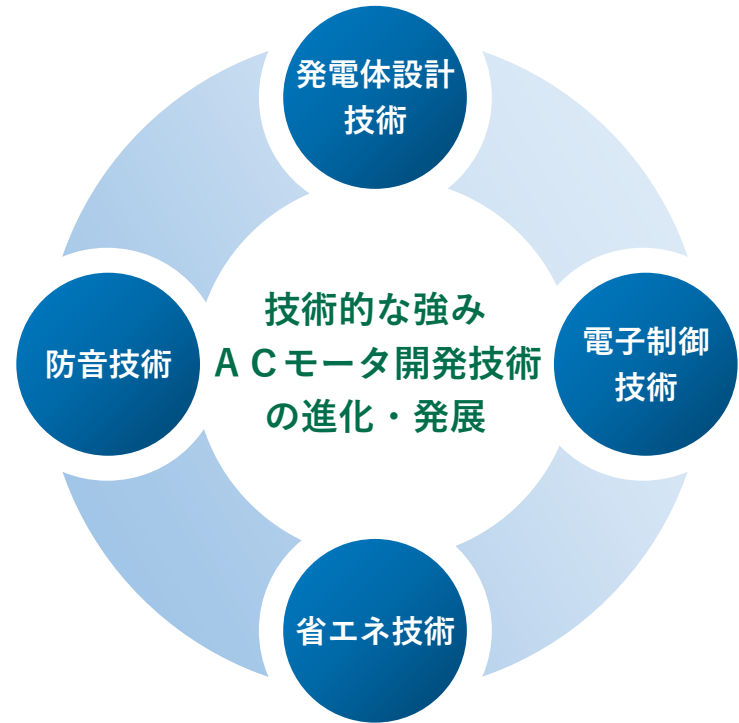 発電体設計
技術
技術的な強み
ＡＣモータ開発技術
の進化・発展
防音技術
電子制御
技術
省エネ技術